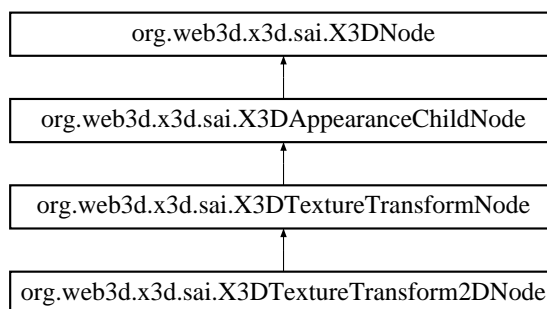 org.web3d.x3d.sai.X3DNode
org.web3d.x3d.sai.X3DAppearanceChildNode
org.web3d.x3d.sai.X3DTextureTransformNode
org.web3d.x3d.sai.X3DTextureTransform2DNode